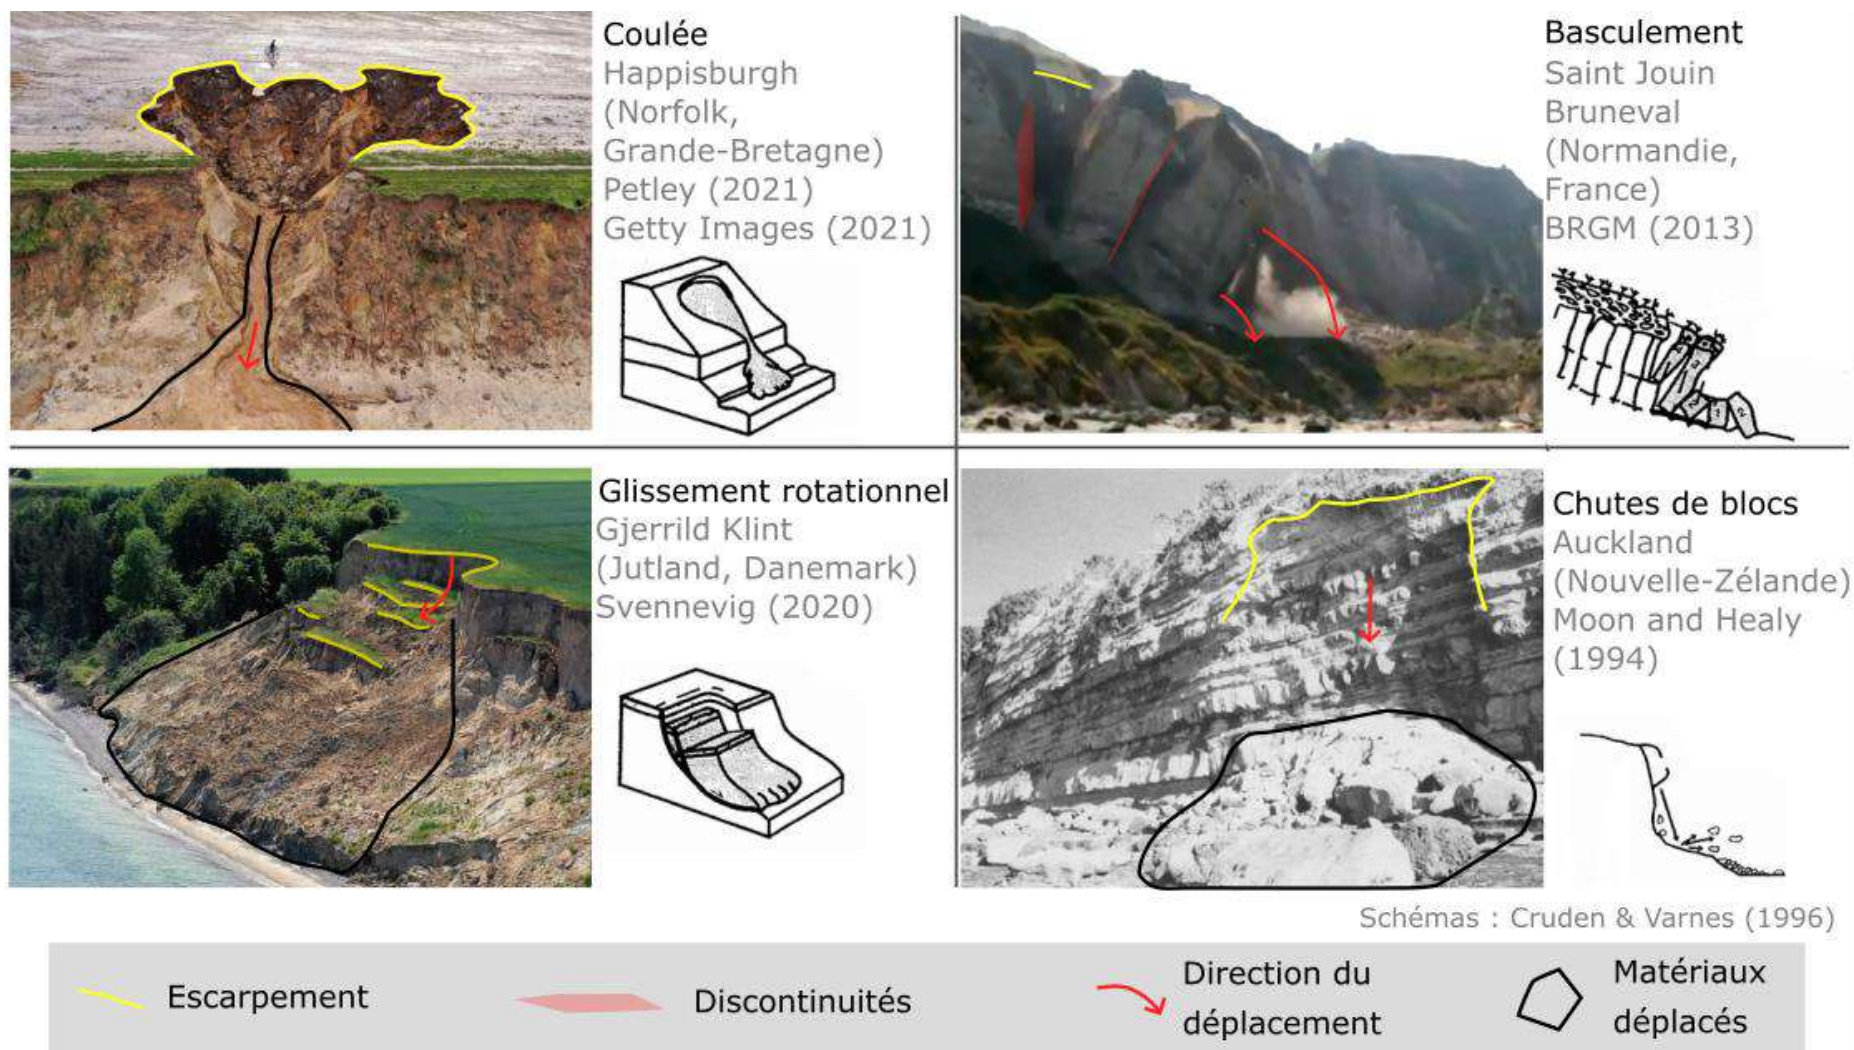 Coulée
Happisburgh
(Norfolk,
Grande-Bretagne)
Petley (2021)
Getty Images (2021)
Basculement
Saint Jouin
Bruneval
(Normandie,
France)
BRGM (2013)
Glissement rotationnel
Gjerrild Klint
(Jutland, Danemark)
Svennevig (2020)
Chutes de blocs
Auckland
(Nouvelle-Zélande)
Moon and Healy
(1994)
Schémas : Cruden & Varnes (1996)
Escarpement
Discontinuités
Direction du
déplacement
Matériaux
déplacés